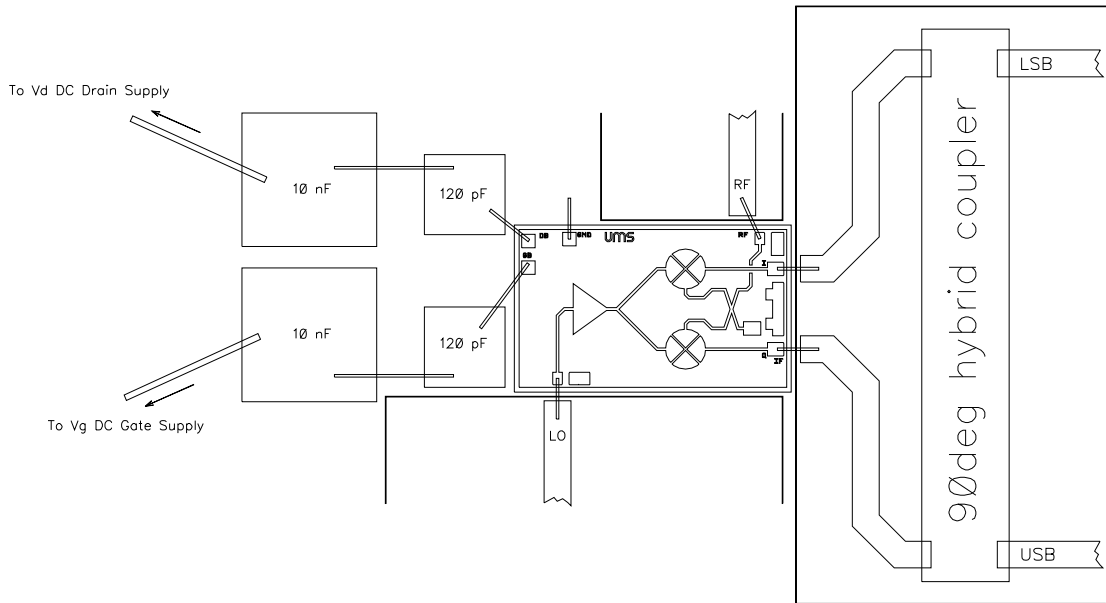 To Vd DC Drain Supply
10 nF
120 pF
DB
GND
ums
RF
RF
GB
I
10 nF
120 pF
Q
IF
To Vg DC Gate Supply
LO
LSB
90deg hybrid coupler
USB